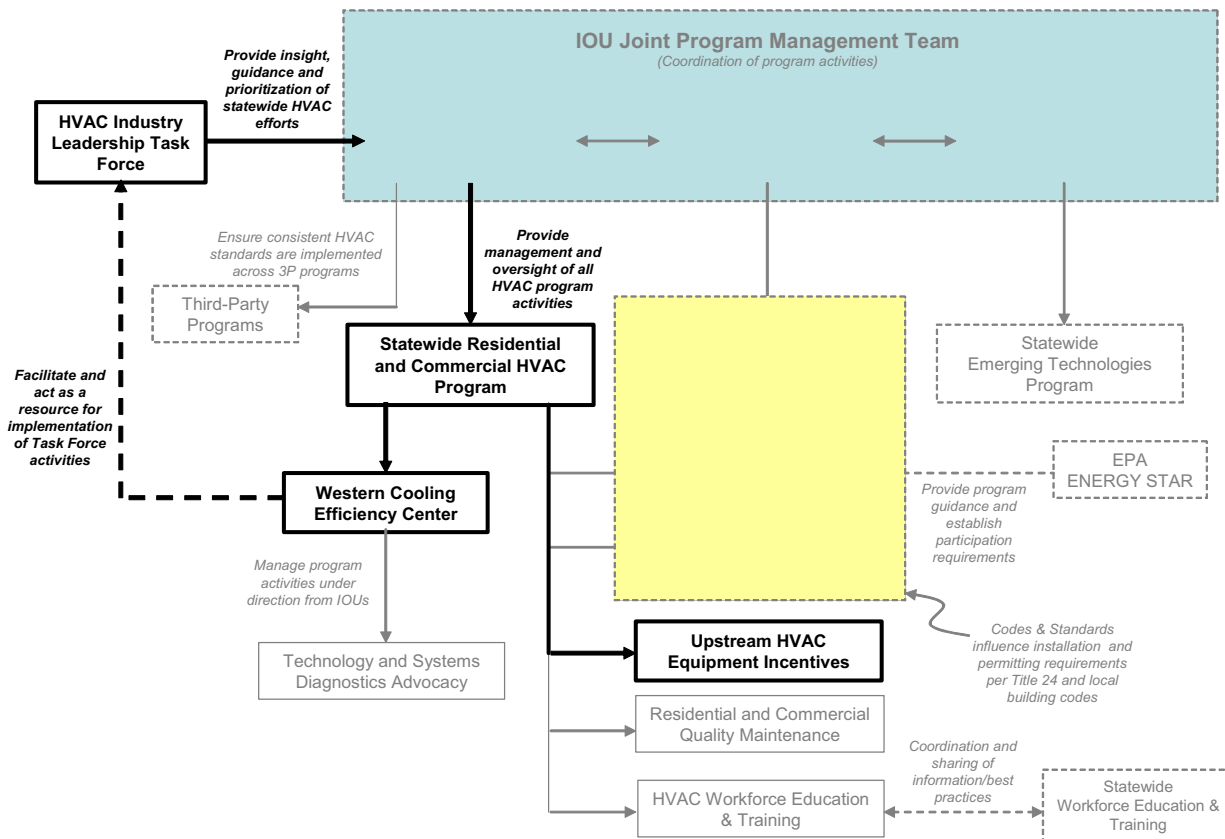 IOU Joint Program Management Team
(Coordination of program activities)
Provide insight,
guidance and
prioritization of
statewide HVAC
efforts
HVAC Industry
Leadership Task
Force
Ensure consistent HVAC
standards are implemented
across 3P programs
Provide
management and
oversight of all
HVAC program
activities
Third-Party
Programs
Statewide Residential
and Commercial HVAC
Program
Statewide
Emerging Technologies
Program
Facilitate and
act as a
resource for
implementation
of Task Force
activities
Western Cooling
Efficiency Center
EPA
ENERGY STAR
Provide program
guidance and
establish
participation
requirements
Manage program
activities under
direction from IOUs
Technology and Systems
Diagnostics Advocacy
Upstream HVAC
Equipment Incentives
Codes & Standards
influence installation and
permitting requirements
per Title 24 and local
building codes
Residential and Commercial
Quality Maintenance
Coordination and
sharing of
information/best
practices
HVAC Workforce Education
& Training
Statewide
Workforce Education &
Training